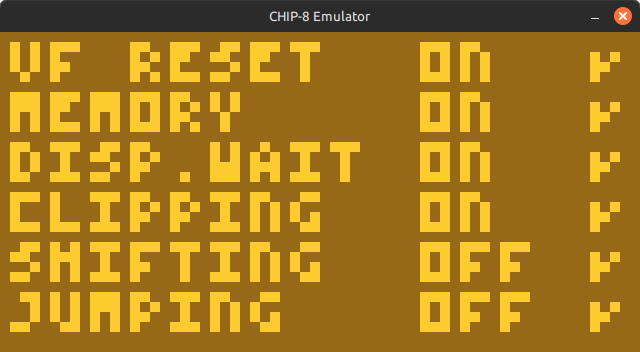 CHIP-8 Emulator
VF RESET ON ✓
MEMORY ON ✓
DISP.WAIT ON ✓
CLIPPING ON ✓
SHIFTING OFF ✓
JUMPING OFF ✓